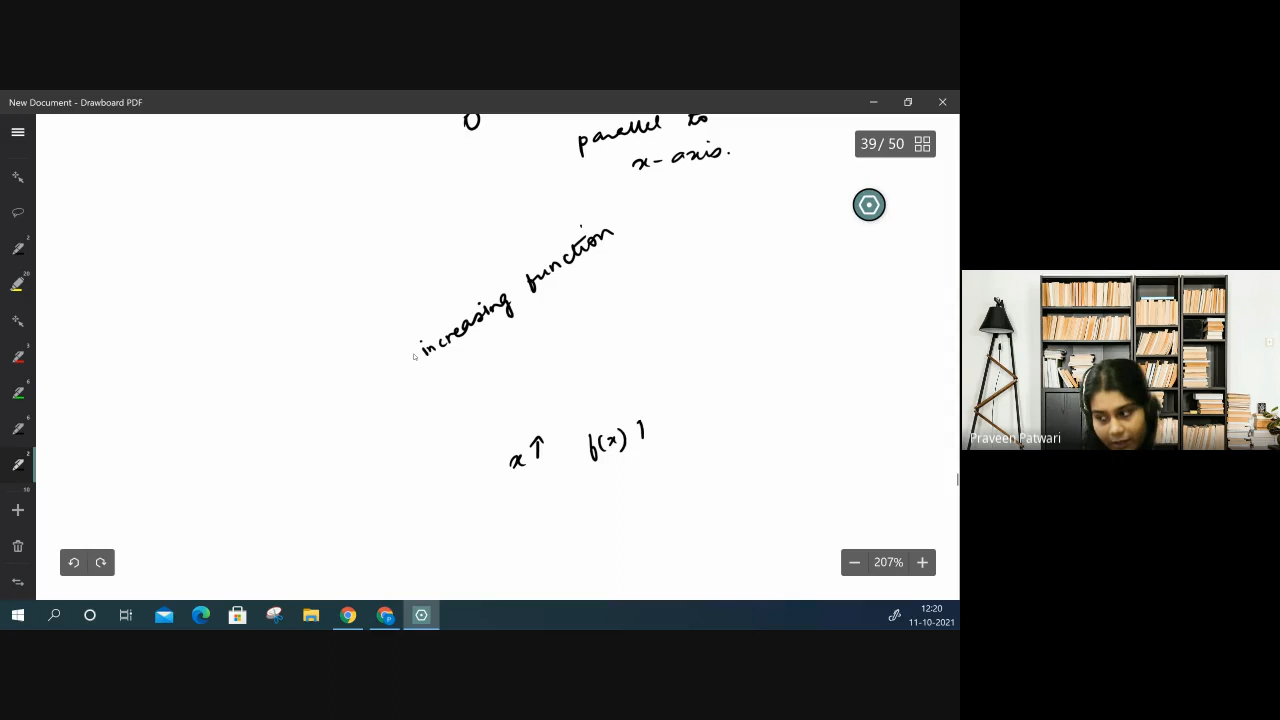 New Document - Drawboard PDF
parallel to
x-axis.
39 / 50
increasing function
x↑ f(x)↑
Praveen Patwari
207%
12:20
11-10-2021